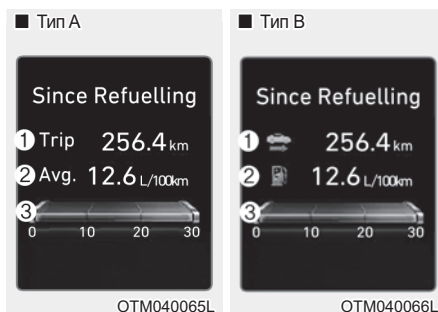 ■ Тип А
Since Refuelling
1 Trip 256.4 km
2 Avg. 12.6 L/100km
3
0 10 20 30
OTM040065L
■ Тип В
Since Refuelling
1 256.4 km
2 12.6 L/100km
3
0 10 20 30
OTM040066L